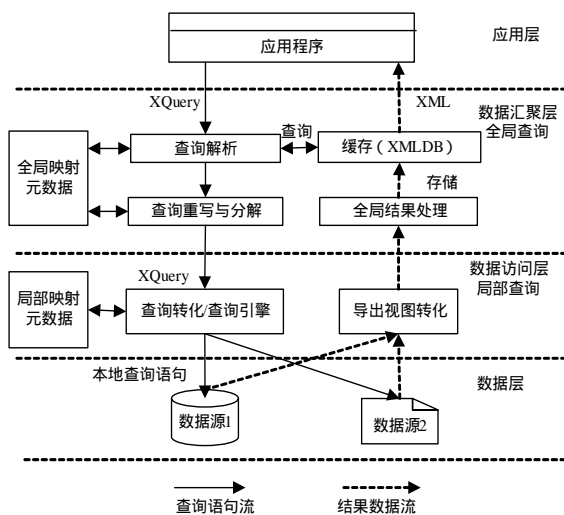 应用程序
应用层
XQuery
XML
数据汇聚层
全局查询
全局映射
元数据
查询解析
查询
缓存（XMLDB）
存储
查询重写与分解
全局结果处理
XQuery
数据访问层
局部查询
局部映射
元数据
查询转化/查询引擎
导出视图转化
本地查询语句
数据层
数据源1
数据源2
查询语句流
结果数据流